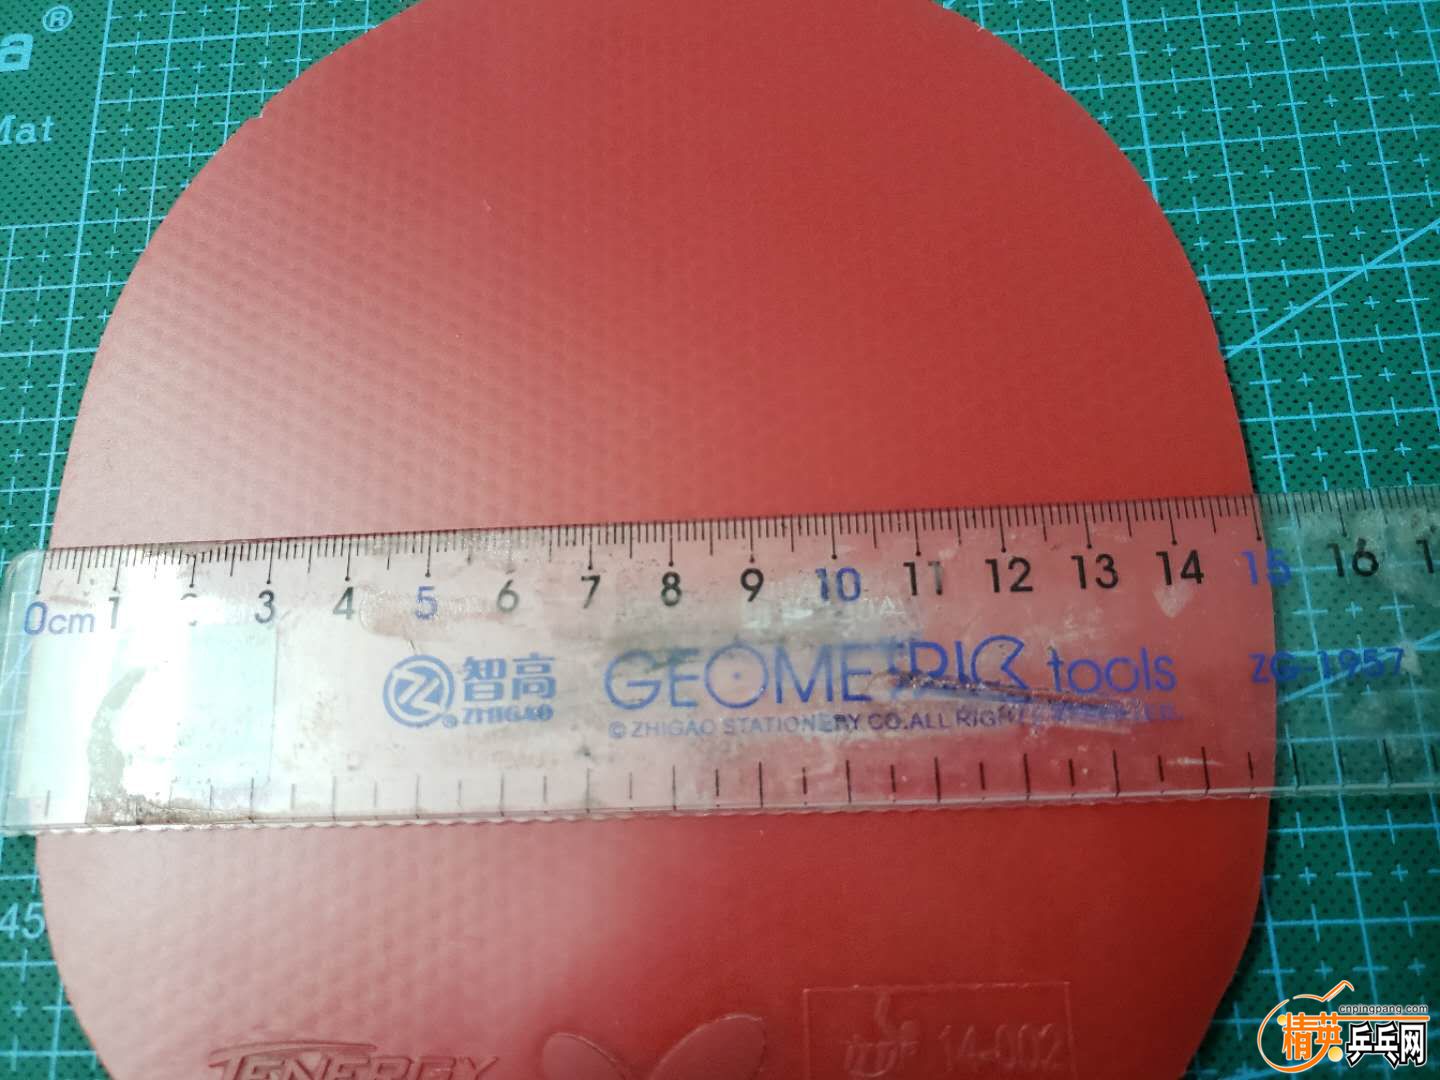 a®
Mat
0cm 1 3 4 5 6 7 8 9 10 11 12 13 14 15 16
智高 GEOMETRIC tools ZG-1957
®ZHIGAO © ZHIGAO STATIONERY CO.ALL RIGHTS
45
TENERGY 14-002
cnpingpang.com
精英乒乓网